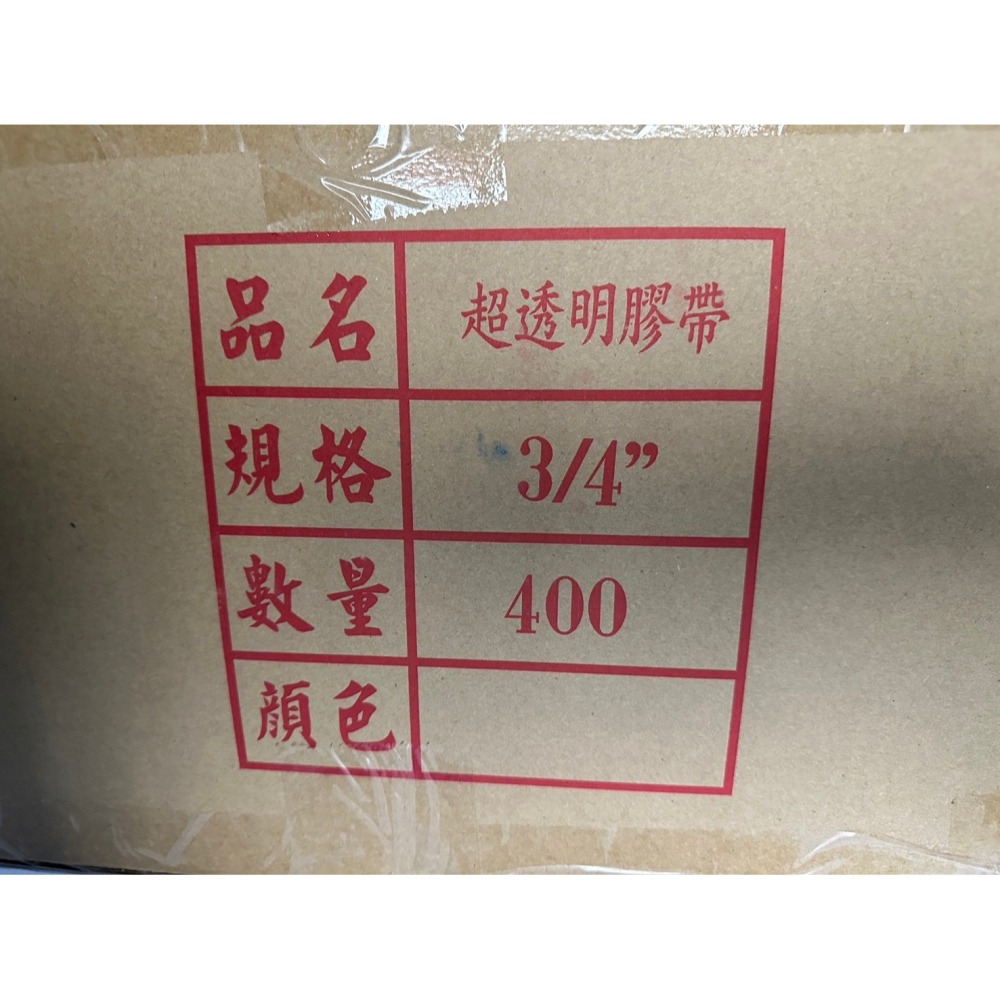 品名 超透明膠帶
規格 3/4”
數量 400
顏色